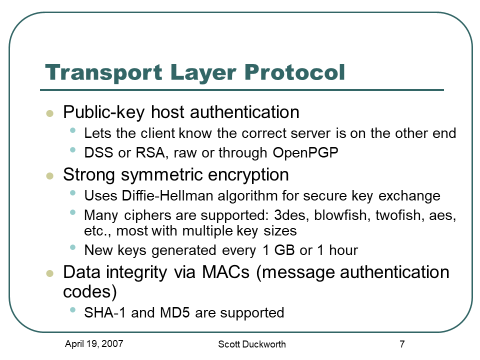 Transport Layer Protocol
Public-key host authentication
Lets the client know the correct server is on the other end
DSS or RSA, raw or through OpenPGP
Strong symmetric encryption
Uses Diffie-Hellman algorithm for secure key exchange
Many ciphers are supported: 3des, blowfish, twofish, aes,
etc., most with multiple key sizes
New keys generated every 1 GB or 1 hour
Data integrity via MACs (message authentication
codes)
SHA-1 and MD5 are supported
April 19, 2007 Scott Duckworth 7